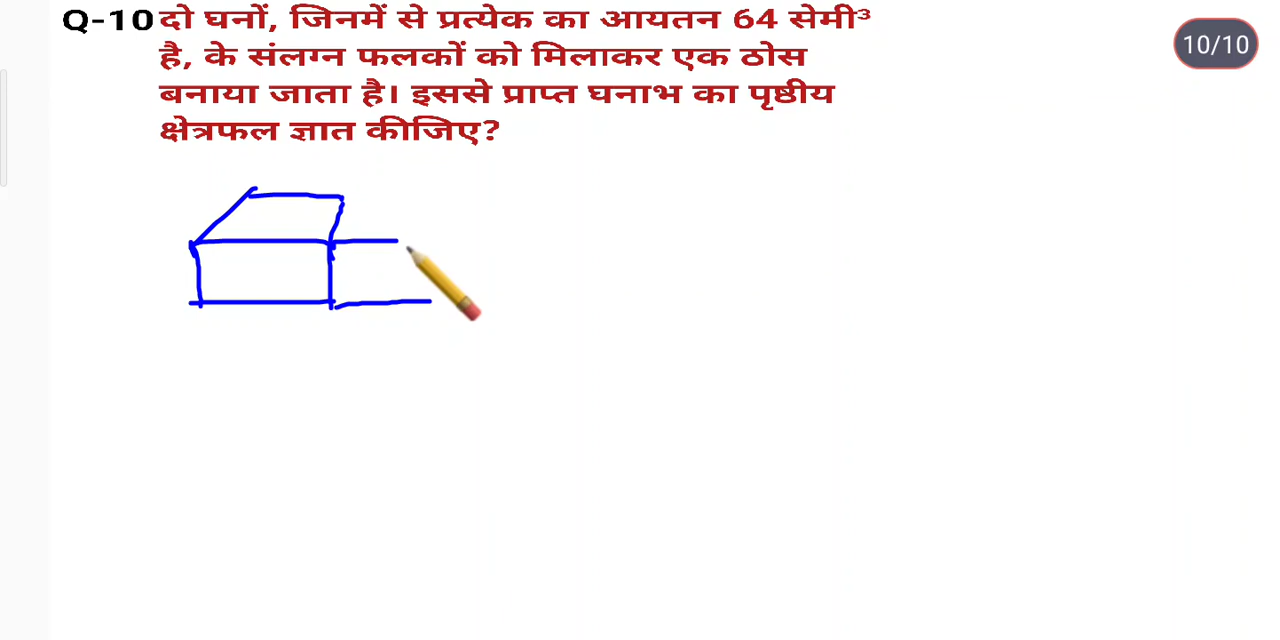 Q-10 दो घनों, जिनमें से प्रत्येक का आयतन 64 सेमी³
है, के संलग्न फलकों को मिलाकर एक ठोस
बनाया जाता है। इससे प्राप्त घनाभ का पृष्ठीय
क्षेत्रफल ज्ञात कीजिए?
10/10